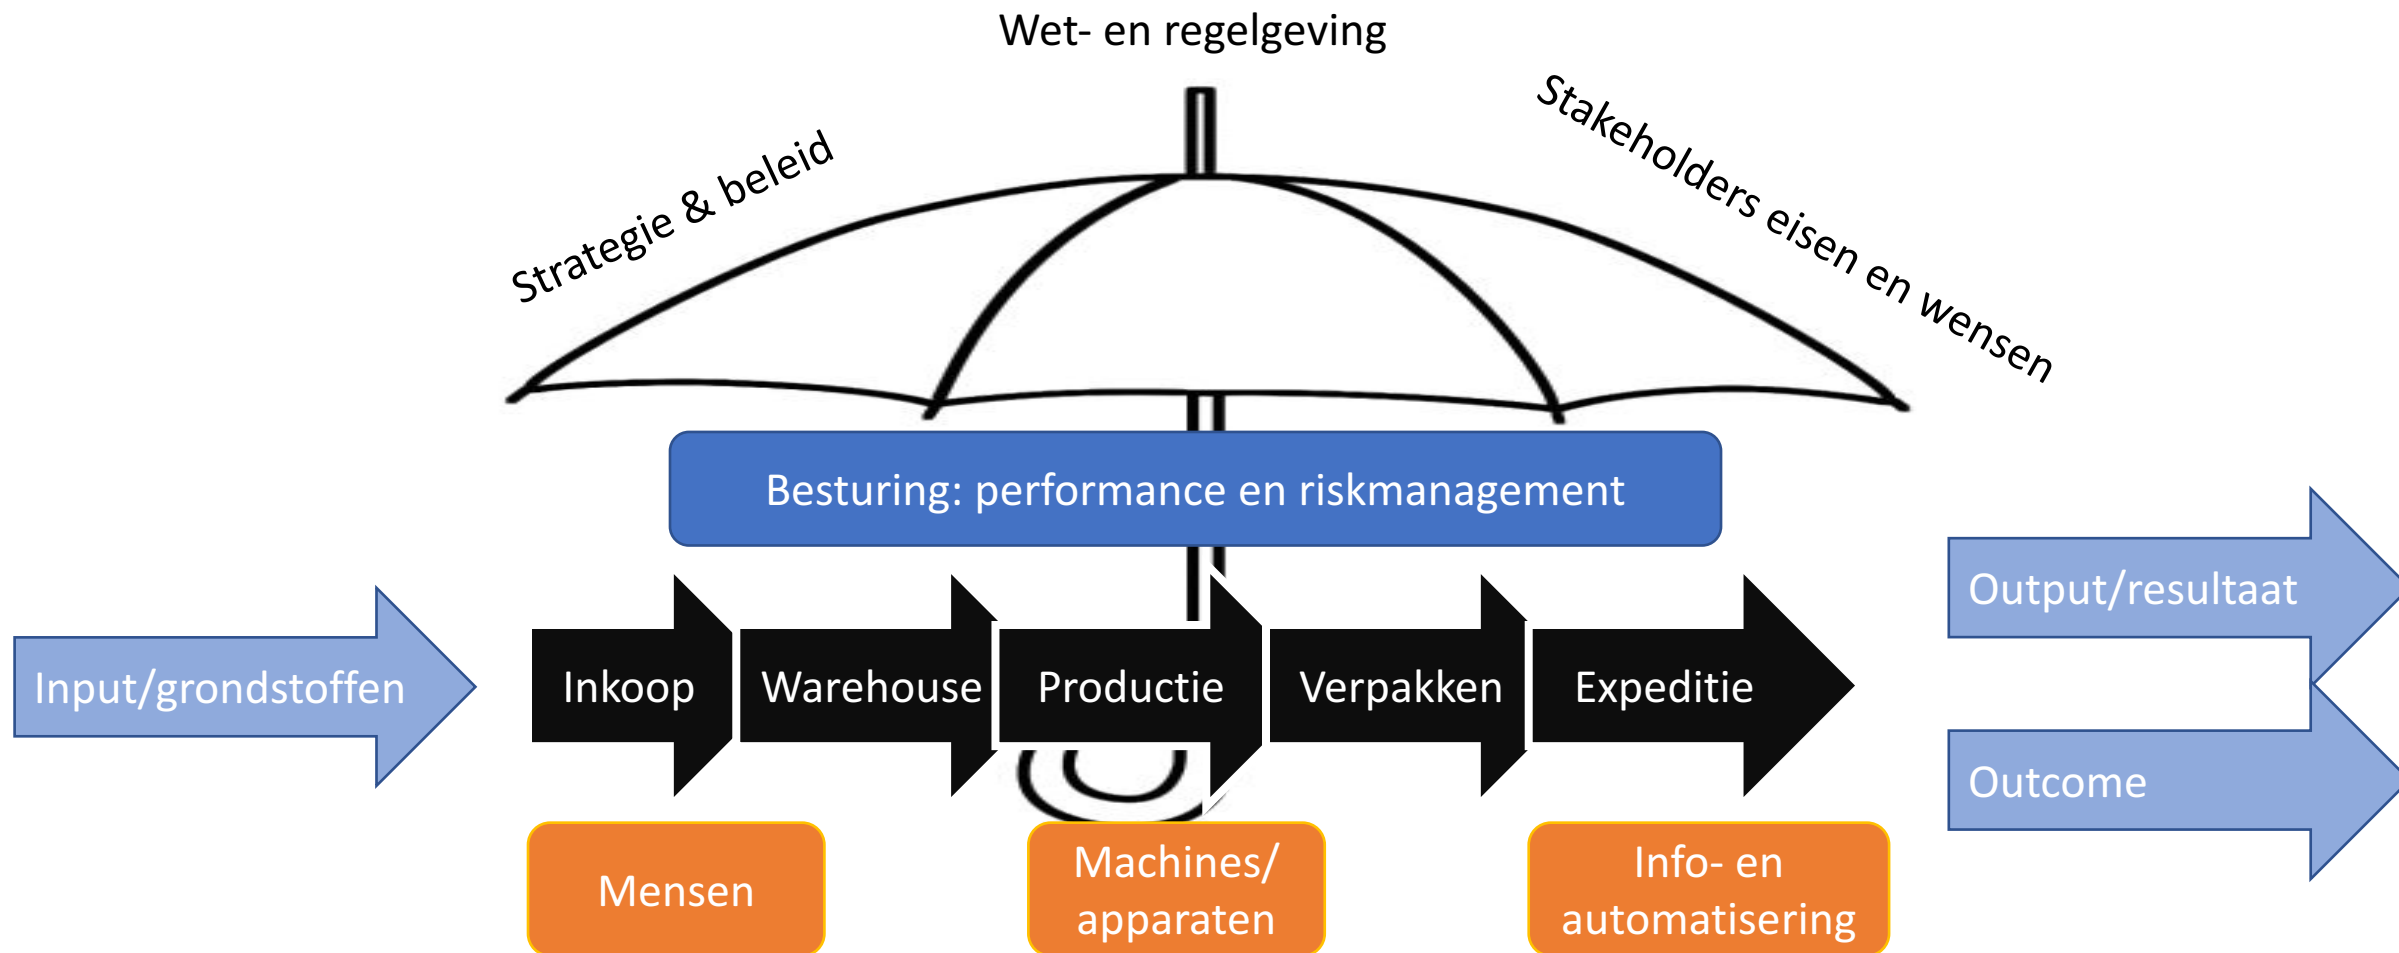 Wet- en regelgeving
Strategie & beleid
Stakeholders eisen en wensen
Besturing: performance en riskmanagement
Input/grondstoffen
Inkoop
Warehouse
Productie
Verpakken
Expeditie
Output/resultaat
Outcome
Mensen
Machines/
apparaten
Info- en
automatisering